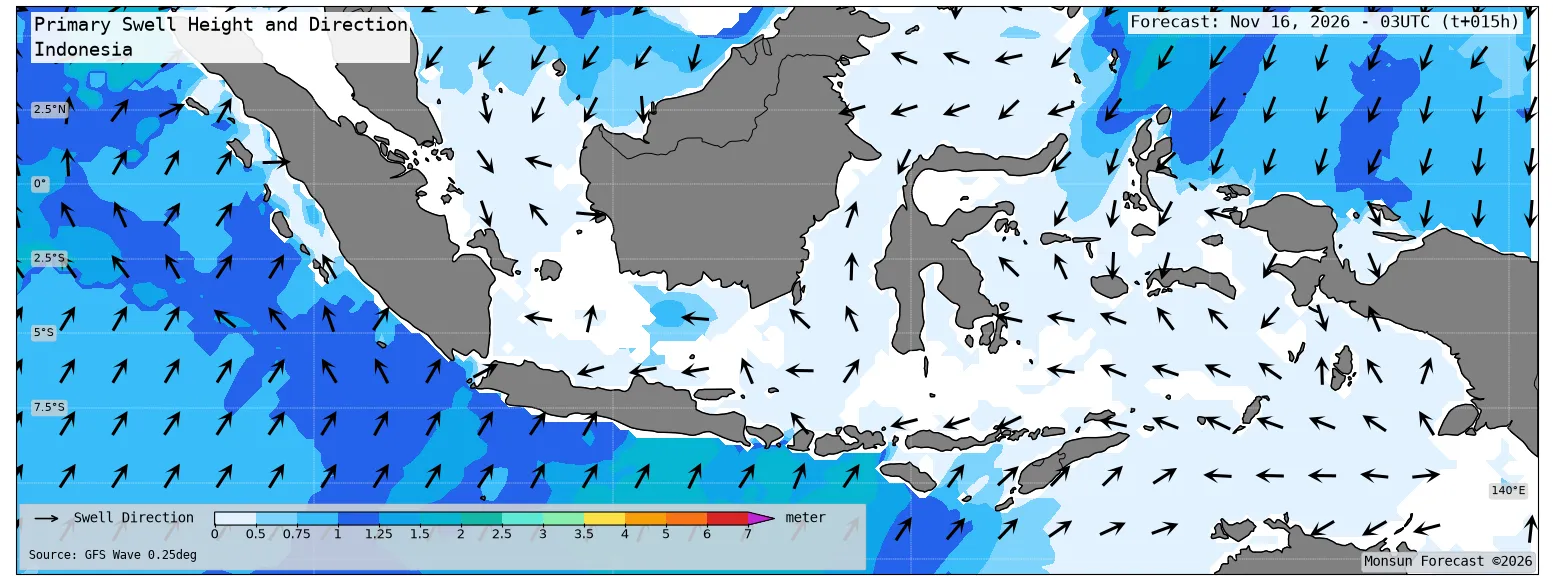 Primary Swell Height and Direction
Indonesia
Forecast: Nov 16, 2026 - 03UTC (t+015h)
2.5°N
0°
2.5°S
5°S
7.5°S
140°E
Swell Direction
0 0.5 0.75 1 1.25 1.5 2 2.5 3 3.5 4 5 6 7
meter
Source: GFS Wave 0.25deg
Monsun Forecast ©2026